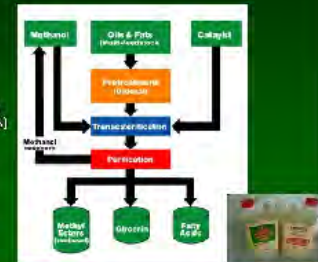 Methanol
Oils & Fats
Catalyst
Pretreatment
Transesterification
Methanol
Purification
Methyl
Esters
Glycerin
Fatty
Acids